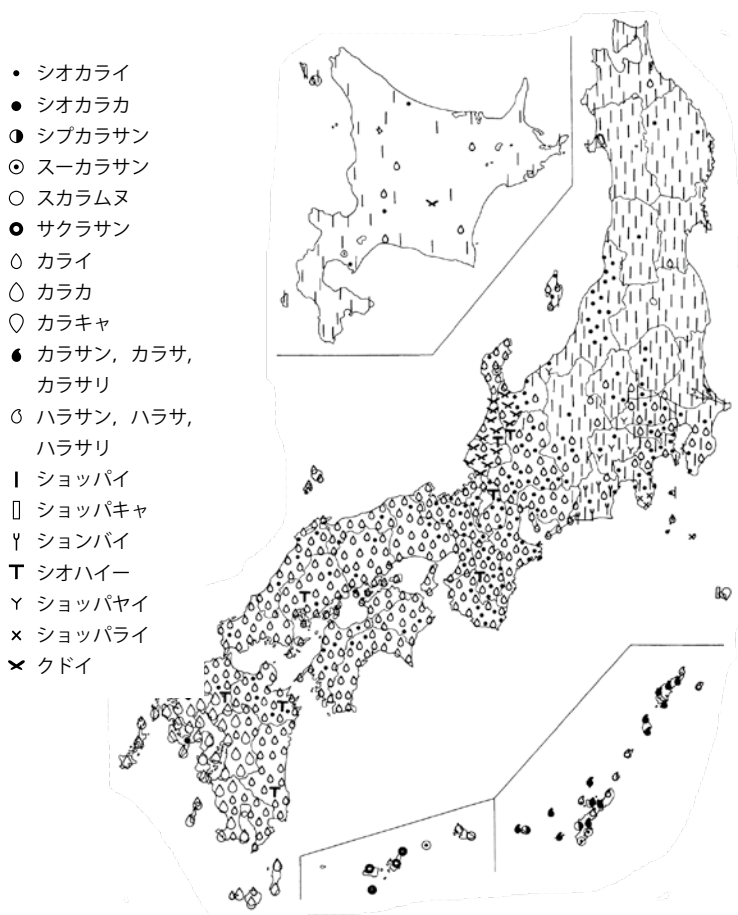 シオカライ
シオカラカ
シプカラサン
スーカラサン
スカラムヌ
サクラサン
カライ
カラカ
カラキャ
カラサン，カラサ，
カラサリ
ハラサン，ハラサ，
ハラサリ
ショッパイ
ショッパキャ
ションバイ
シオハイー
ショッパヤイ
ショッパライ
クドイ